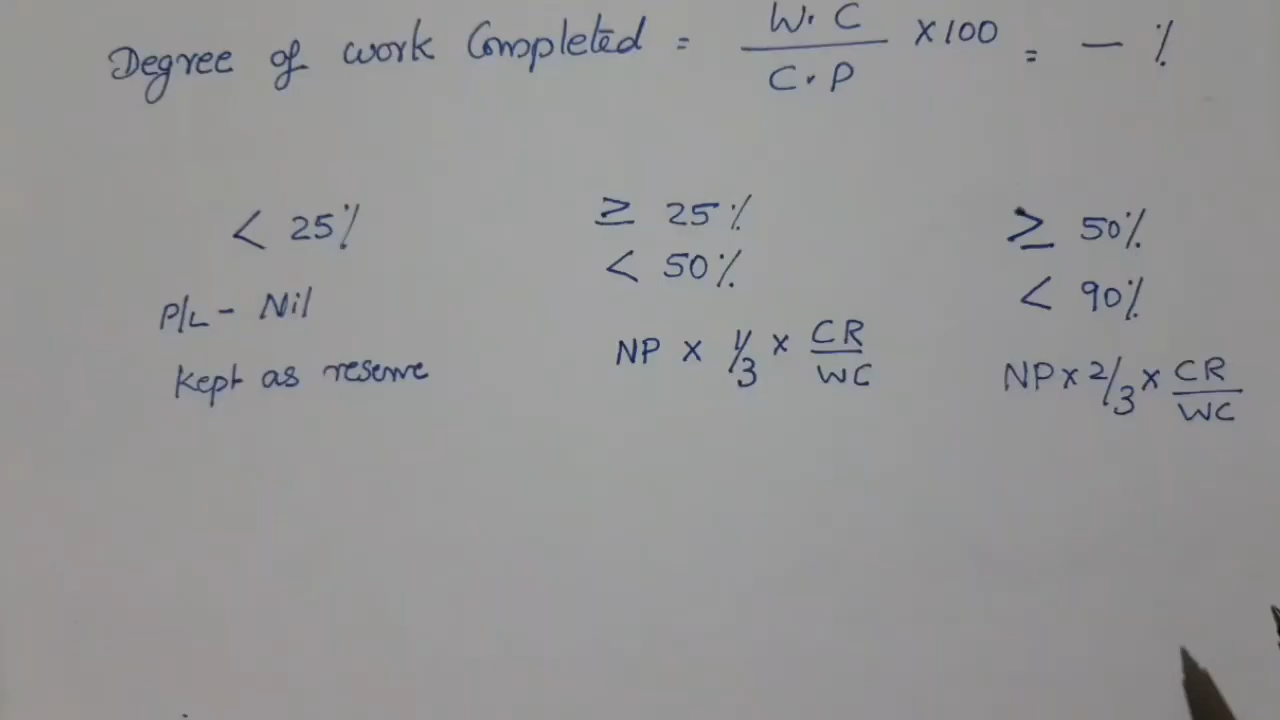 Degree of work Completed = W.C / C.P × 100 = — %
< 25%
P/L - Nil
Kept as reserve
≥ 25%
< 50%
NP × 1/3 × CR / WC
≥ 50%
< 90%
NP × 2/3 × CR / WC